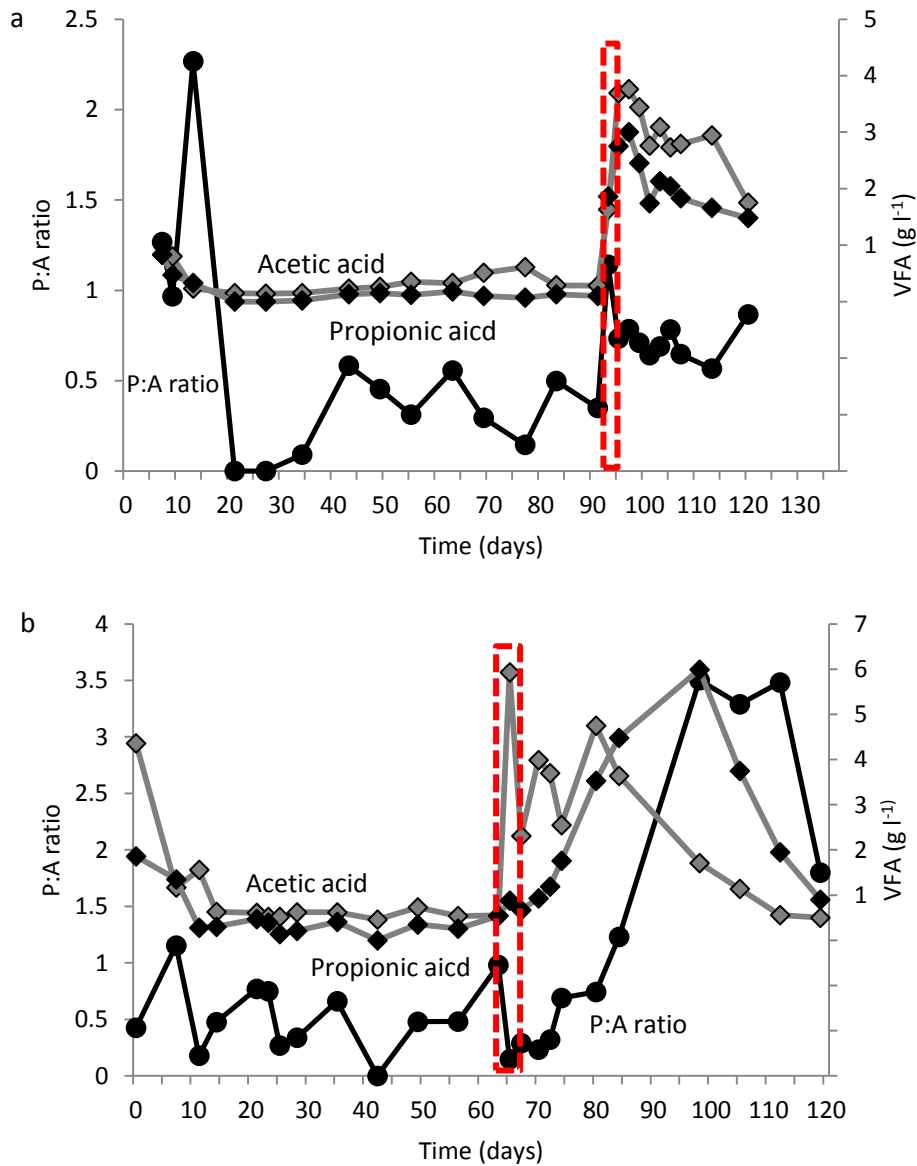 a
2.5
2
1.5
1
0.5
0
P:A ratio
5
4
3
2
1
VFA (g l-1)
Acetic acid
Propionic aicd
P:A ratio
0 10 20 30 40 50 60 70 80 90 100 110 120 130
Time (days)
b
4
3.5
3
2.5
2
1.5
1
0.5
0
P:A ratio
7
6
5
4
3
2
1
VFA (g l-1)
Acetic acid
Propionic aicd
P:A ratio
0 10 20 30 40 50 60 70 80 90 100 110 120
Time (days)